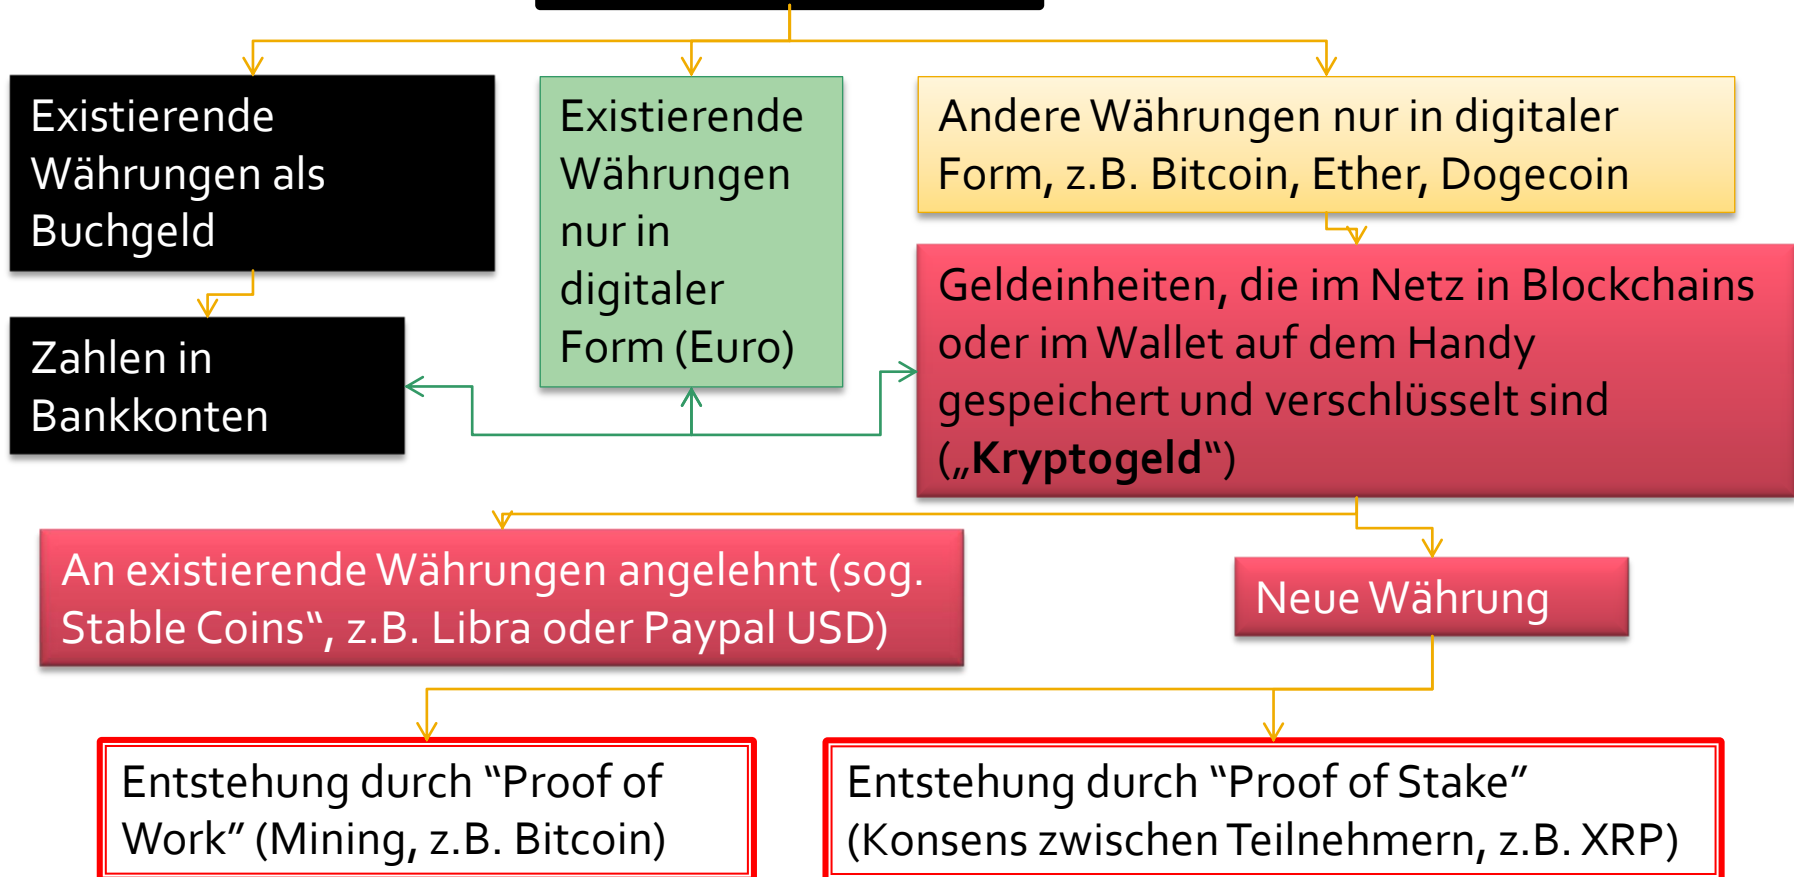 Existierende
Währungen als
Buchgeld
Existierende
Währungen
nur in
digitaler
Form (Euro)
Andere Währungen nur in digitaler
Form, z.B. Bitcoin, Ether, Dogecoin
Zahlen in
Bankkonten
Geldeinheiten, die im Netz in Blockchains
oder im Wallet auf dem Handy
gespeichert und verschlüsselt sind
(„Kryptogeld“)
An existierende Währungen angelehnt (sog.
Stable Coins“, z.B. Libra oder Paypal USD)
Neue Währung
Entstehung durch “Proof of
Work” (Mining, z.B. Bitcoin)
Entstehung durch “Proof of Stake”
(Konsens zwischen Teilnehmern, z.B. XRP)